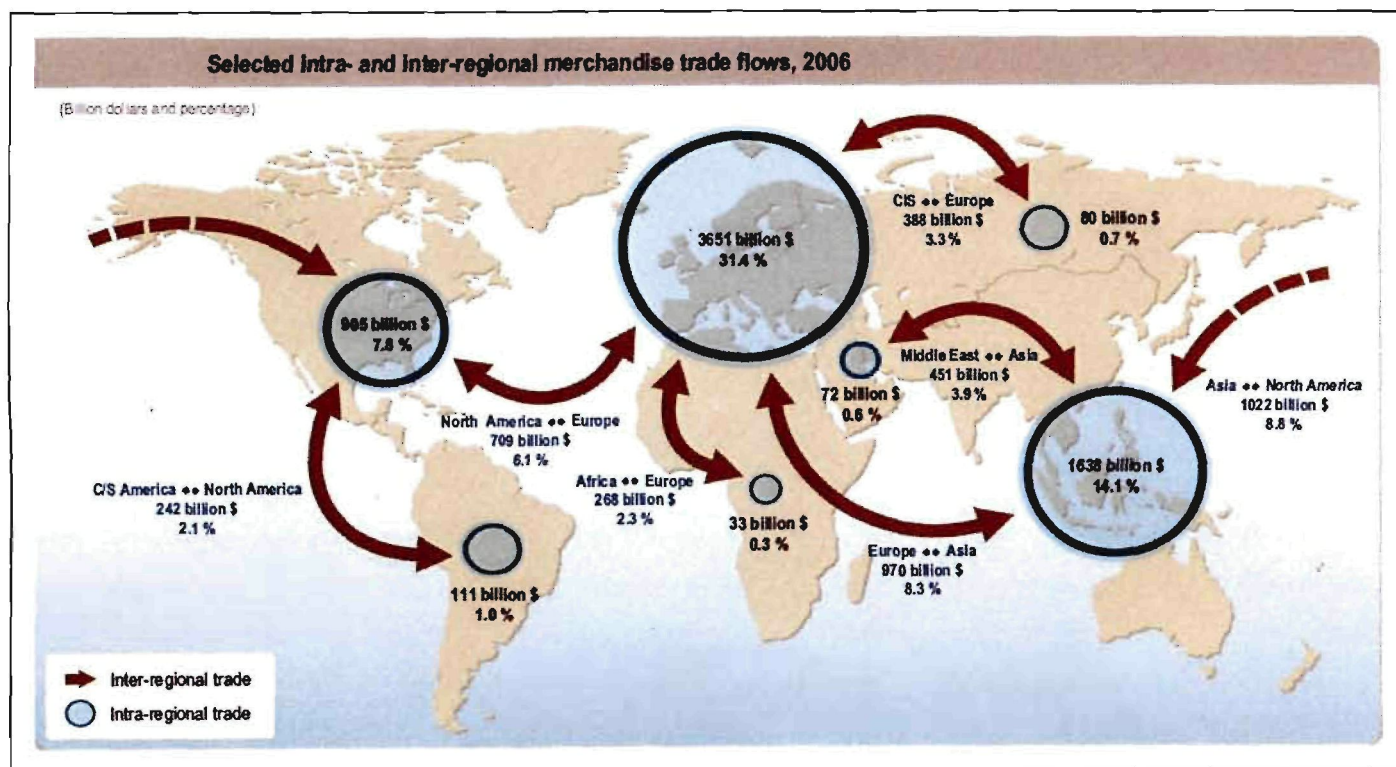 Selected intra- and inter-regional merchandise trade flows, 2006
(Billion dollars and percentage)
CIS ↔ Europe
388 billion $
3.3 %
80 billion $
0.7 %
3651 billion $
31.4 %
905 billion $
7.8 %
Middle East ↔ Asia
451 billion $
3.9 %
72 billion $
0.6 %
Asia ↔ North America
1022 billion $
8.8 %
North America ↔ Europe
709 billion $
6.1 %
1638 billion $
14.1 %
C/S America ↔ North America
242 billion $
2.1 %
Africa ↔ Europe
268 billion $
2.3 %
33 billion $
0.3 %
Europe ↔ Asia
970 billion $
8.3 %
111 billion $
1.0 %
Inter-regional trade
Intra-regional trade